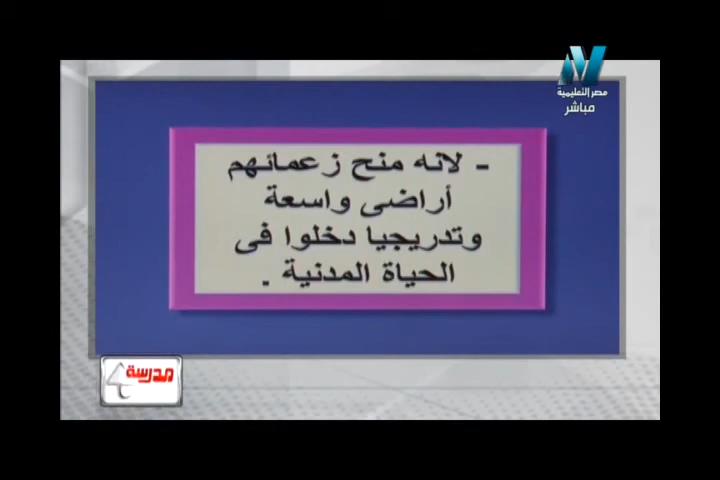 مصر التعليمية
مباشر
- لانه منح زعمائهم
أراضى واسعة
وتدريجيا دخلوا فى
الحياة المدنية .
مدرسة